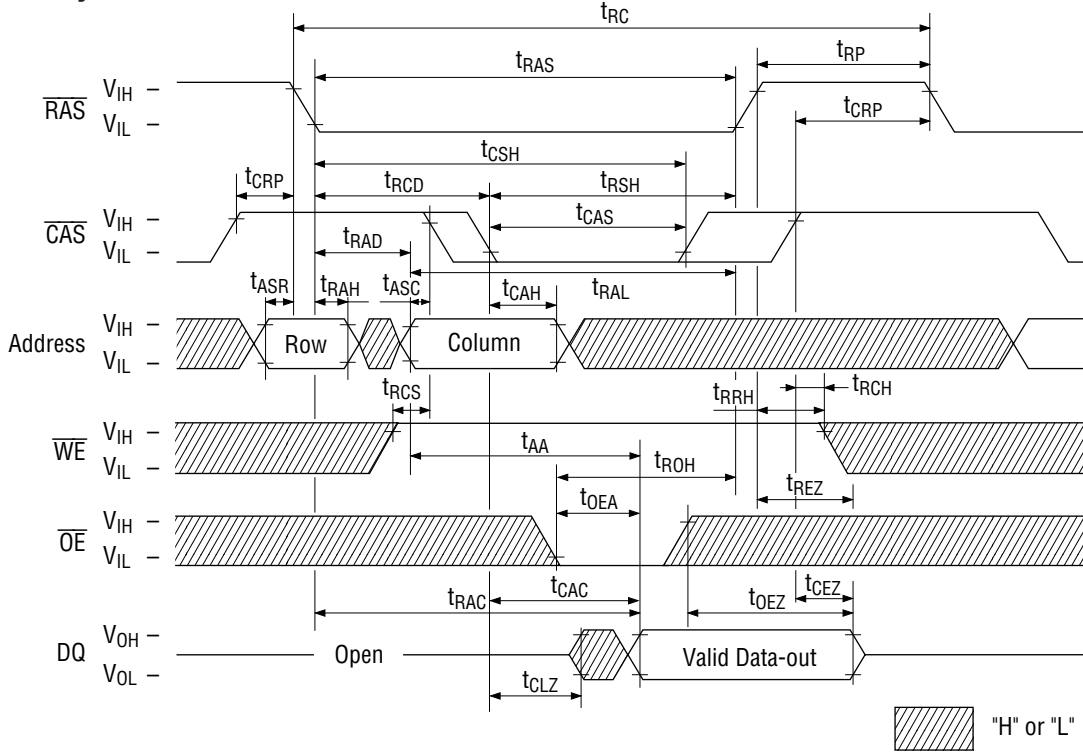 tRC
tRAS
tRP
RAS
VIH
VIL
tCRP
tCSH
tCRP
tRCD
tRSH
CAS
VIH
VIL
tCAS
tRAD
tASR
tRAH
tASC
tCAH
tRAL
Address
VIH
VIL
Row
Column
tRCS
tRRH
tRCH
WE
VIH
VIL
tAA
tROH
tREZ
tOEA
OE
VIH
VIL
tRAC
tCAC
tOEZ
tCEZ
DQ
VOH
VOL
Open
Valid Data-out
tCLZ
"H" or "L"